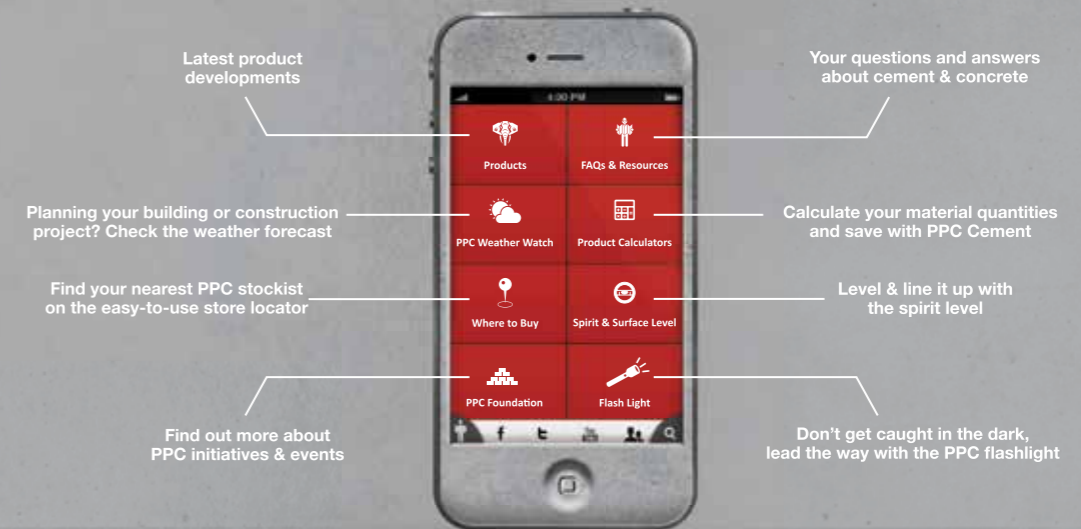 Latest product
developments
Your questions and answers
about cement & concrete
4:00 PM
Products
FAQs & Resources
Planning your building or construction
project? Check the weather forecast
PPC Weather Watch
Product Calculators
Calculate your material quantities
and save with PPC Cement
Find your nearest PPC stockist
on the easy-to-use store locator
Where to Buy
Spirit & Surface Level
Level & line it up with
the spirit level
PPC Foundation
Flash Light
Find out more about
PPC initiatives & events
Don't get caught in the dark,
lead the way with the PPC flashlight